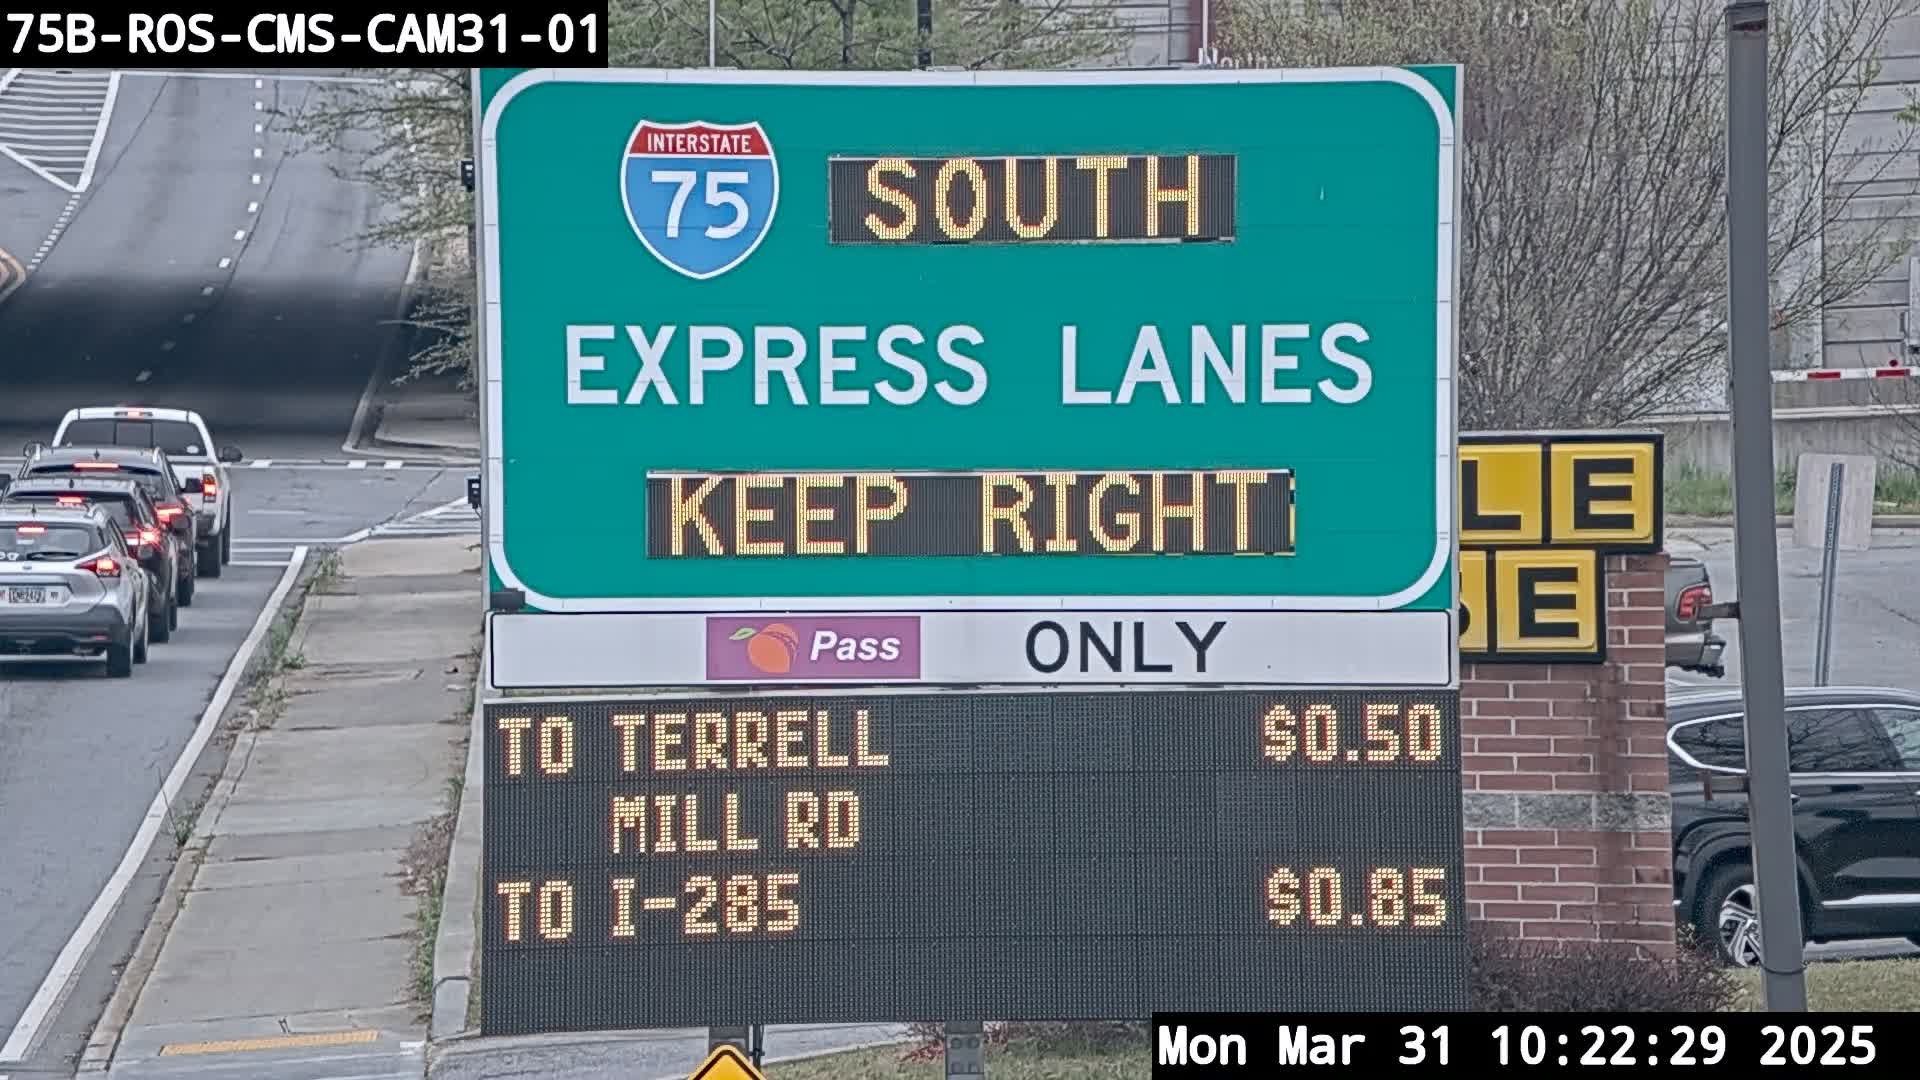 75B-ROS-CMS-CAM31-01
INTERSTATE
75
SOUTH
EXPRESS LANES
KEEP RIGHT
Pass ONLY
TO TERRELL $0.50
MILL RD
TO I-285 $0.85
LE
E
Mon Mar 31 10:22:29 2025